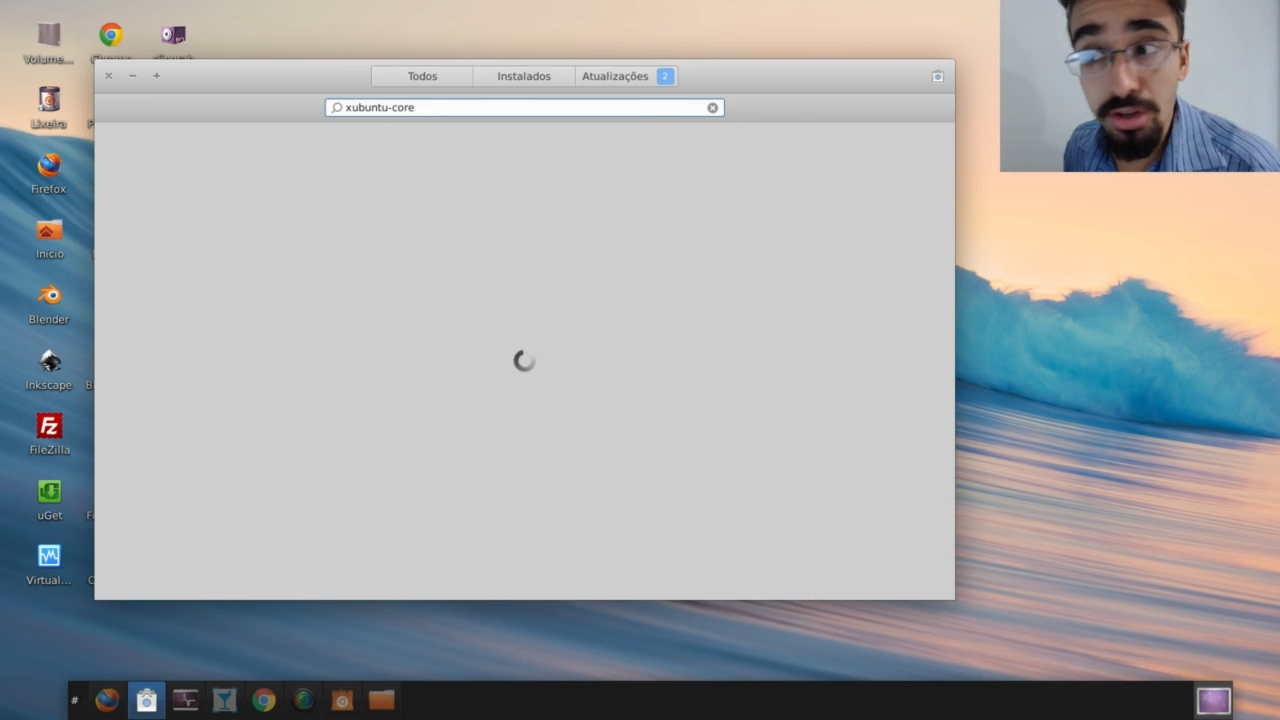 Volume...
Todos
Instalados
Atualizações 2
xubuntu-core
Lixeira
Firefox
Início
Blender
Inkscape
FileZilla
uGet
Virtual...
#